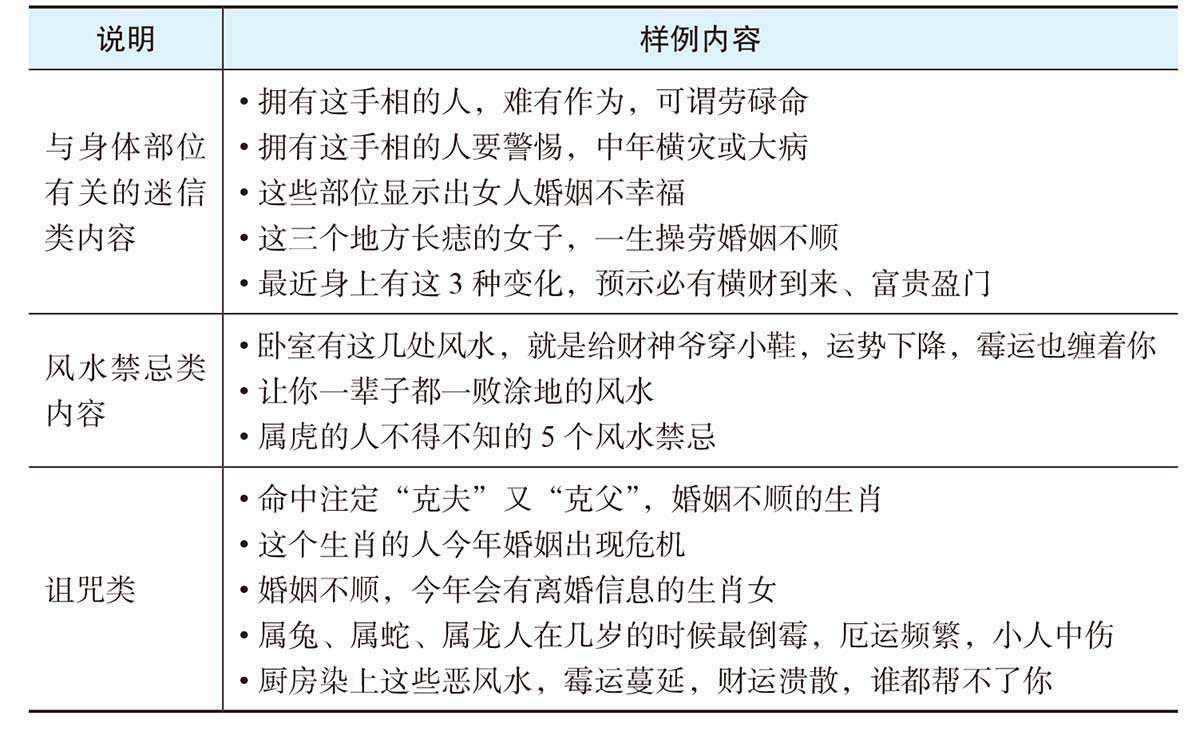 说明
样例内容
与身体部位
有关的迷信
类内容
• 拥有这手相的人，难有作为，可谓劳碌命
• 拥有这手相的人要警惕，中年横灾或大病
• 这些部位显示出女人婚姻不幸福
• 这三个地方长痣的女子，一生操劳婚姻不顺
• 最近身上有这 3 种变化，预示必有横财到来、富贵盈门
风水禁忌类
内容
• 卧室有这几处风水，就是给财神爷穿小鞋，运势下降，霉运也缠着你
• 让你一辈子都一败涂地的风水
• 属虎的人不得不知的 5 个风水禁忌
诅咒类
• 命中注定“克夫”又“克父”，婚姻不顺的生肖
• 这个生肖的人今年婚姻出现危机
• 婚姻不顺，今年会有离婚信息的生肖女
• 属兔、属蛇、属龙人在几岁的时候最倒霉，厄运频繁，小人中伤
• 厨房染上这些恶风水，霉运蔓延，财运溃散，谁都帮不了你